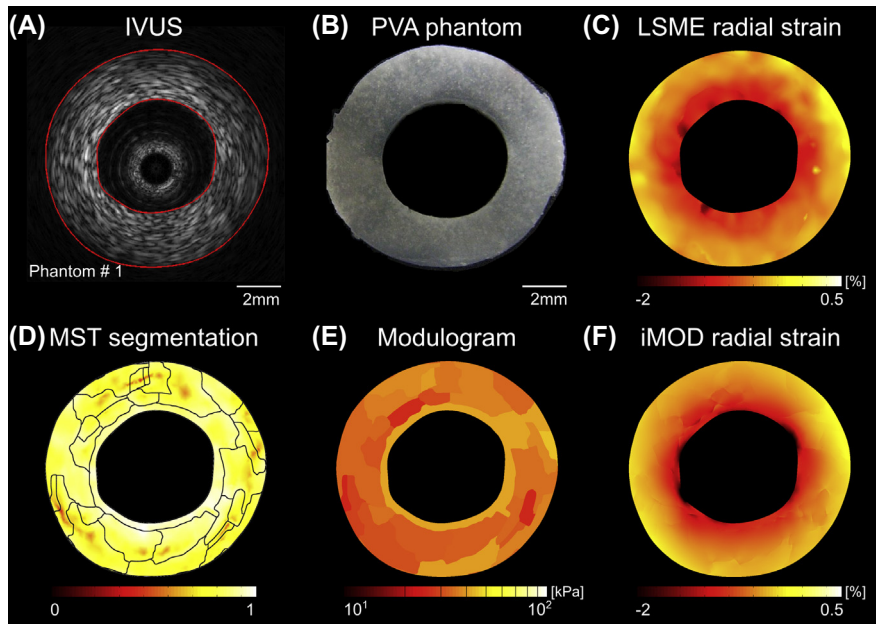 (A) IVUS
(B) PVA phantom
(C) LSME radial strain
Phantom # 1
2mm
2mm
[%]
-2 0.5
(D) MST segmentation
(E) Modulogram
(F) iMOD radial strain
0 1
[kPa]
10¹ 10²
[%]
-2 0.5